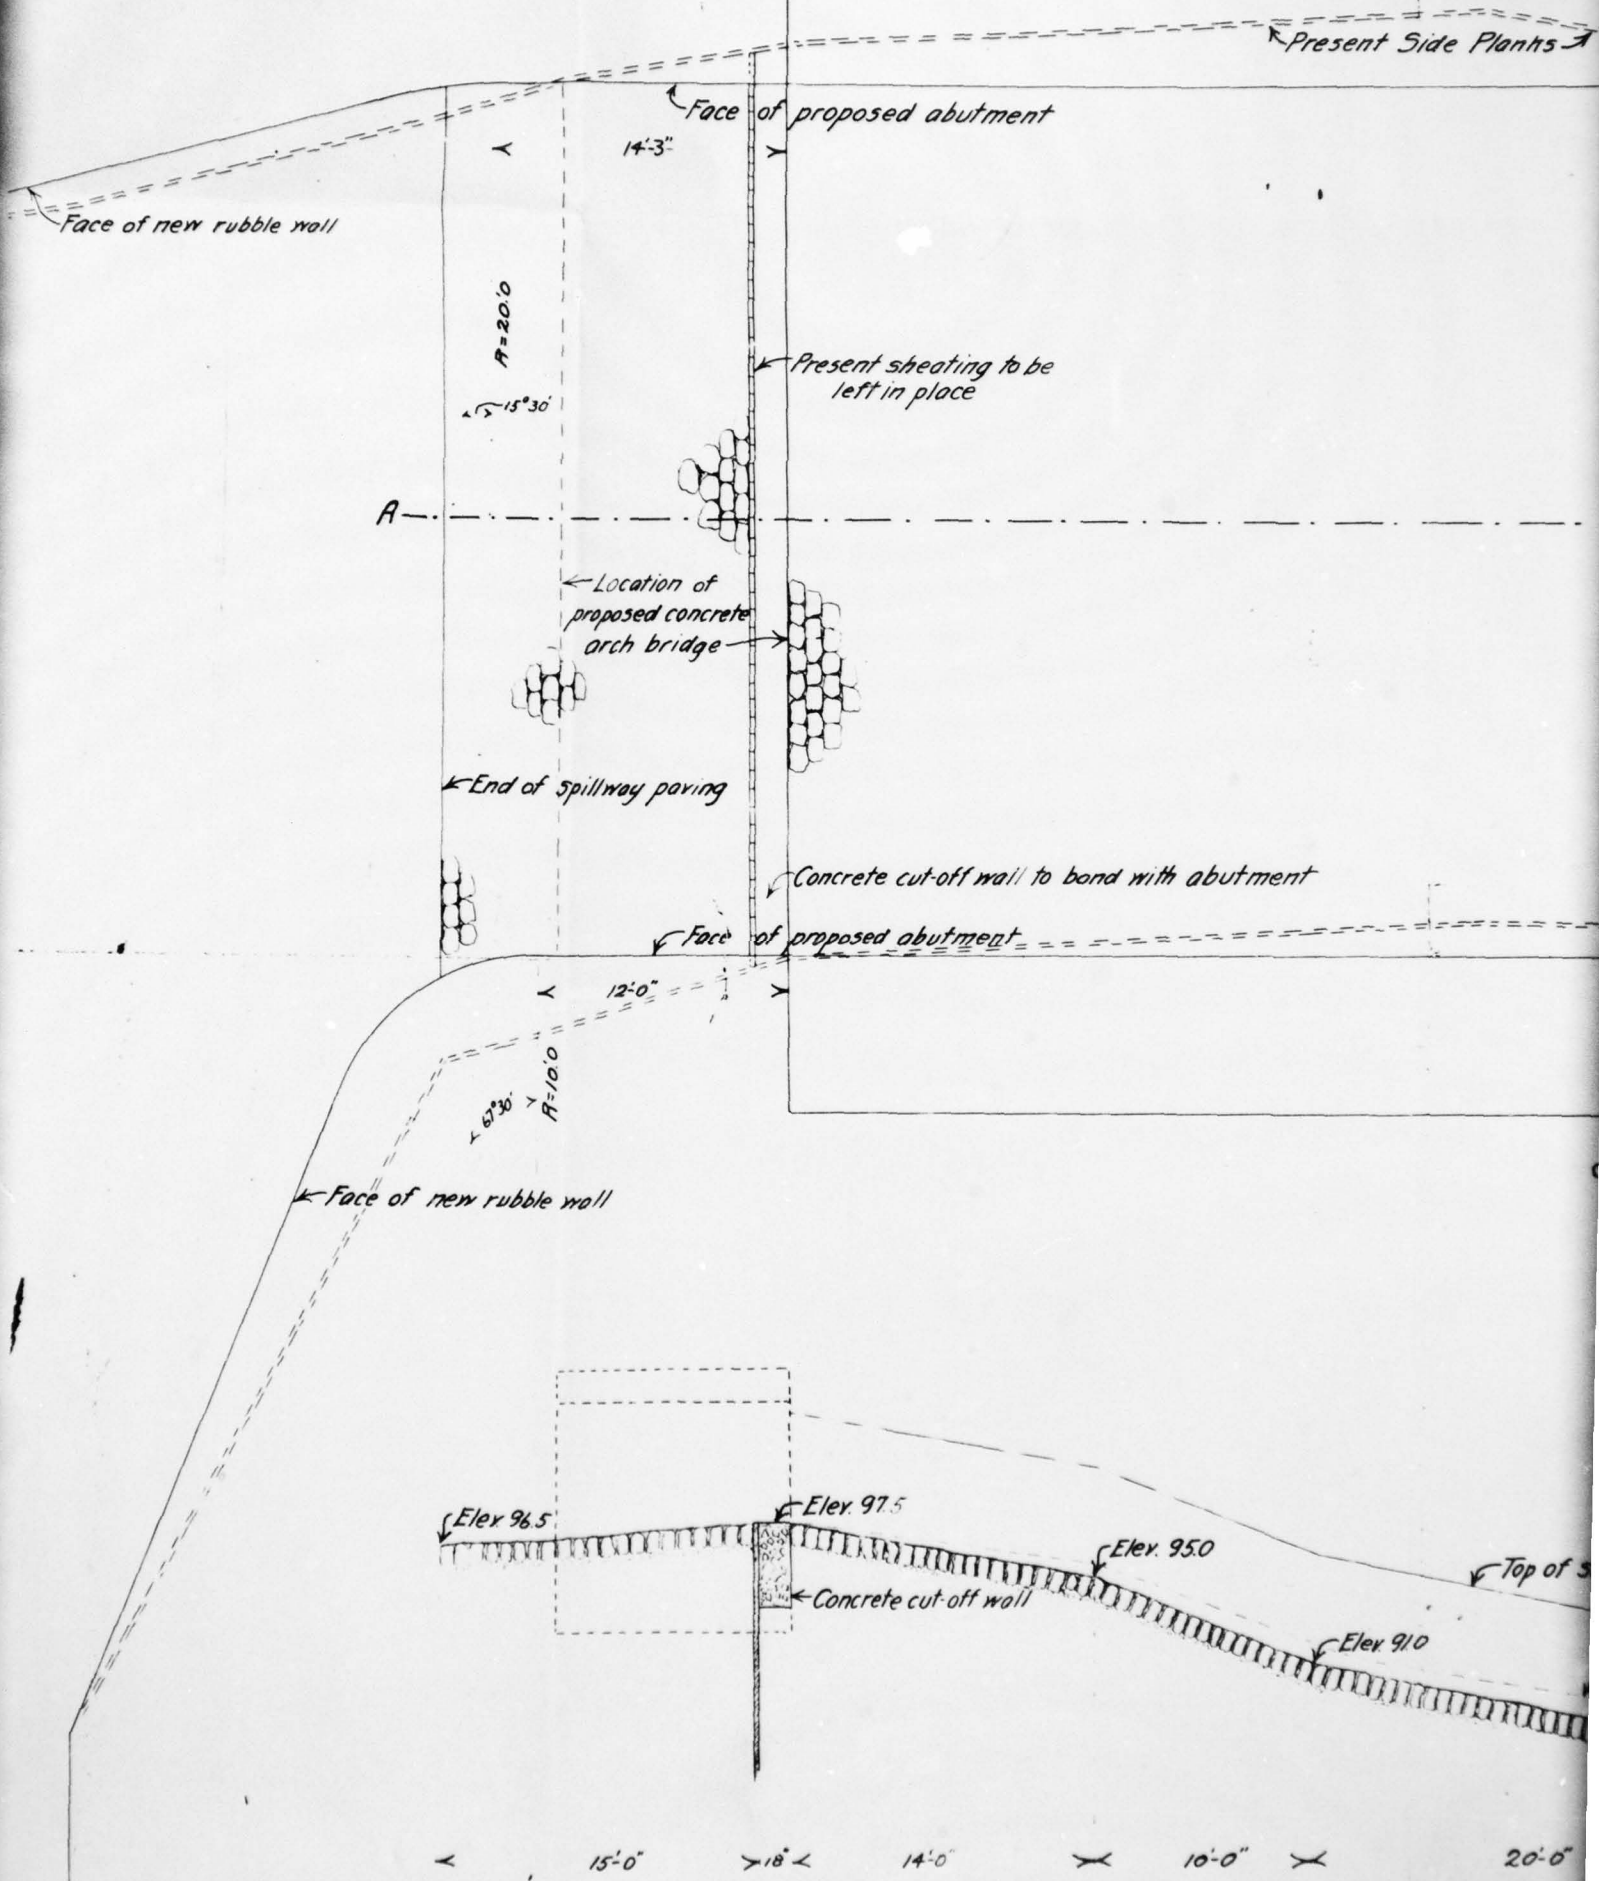 Present Side Planks
Face of proposed abutment
14'-3"
Face of new rubble wall
R=20'.0
Present sheating to be
left in place
15°30'
A
Location of
proposed concrete
arch bridge
End of spillway paving
Concrete cut-off wall to bond with abutment
Face of proposed abutment
12'-0"
R=10'.0
67°30'
Face of new rubble wall
Elev. 96.5
Elev. 97.5
Elev. 95.0
Top of
Concrete cut-off wall
Elev. 91.0
15'-0"
18"
14'-0"
10'-0"
20'-0"